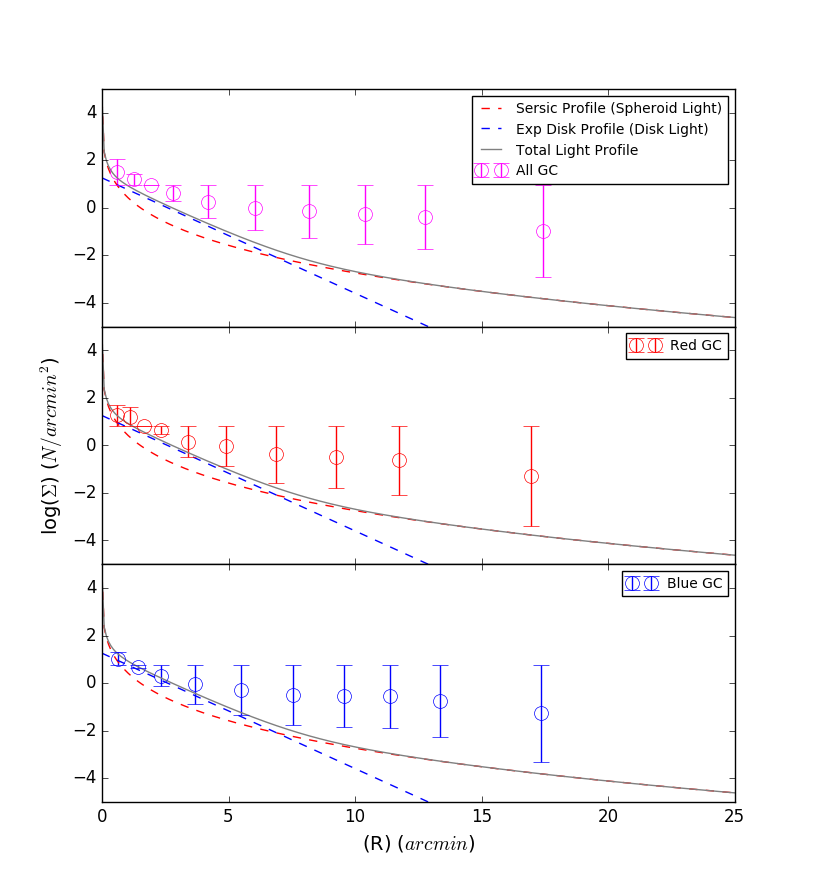 Sersic Profile (Spheroid Light)
Exp Disk Profile (Disk Light)
Total Light Profile
All GC
4
2
0
−2
−4
Red GC
4
2
0
−2
−4
Blue GC
4
2
0
−2
−4
log(Σ) (N/arcmin²)
0 5 10 15 20 25
(R) (arcmin)